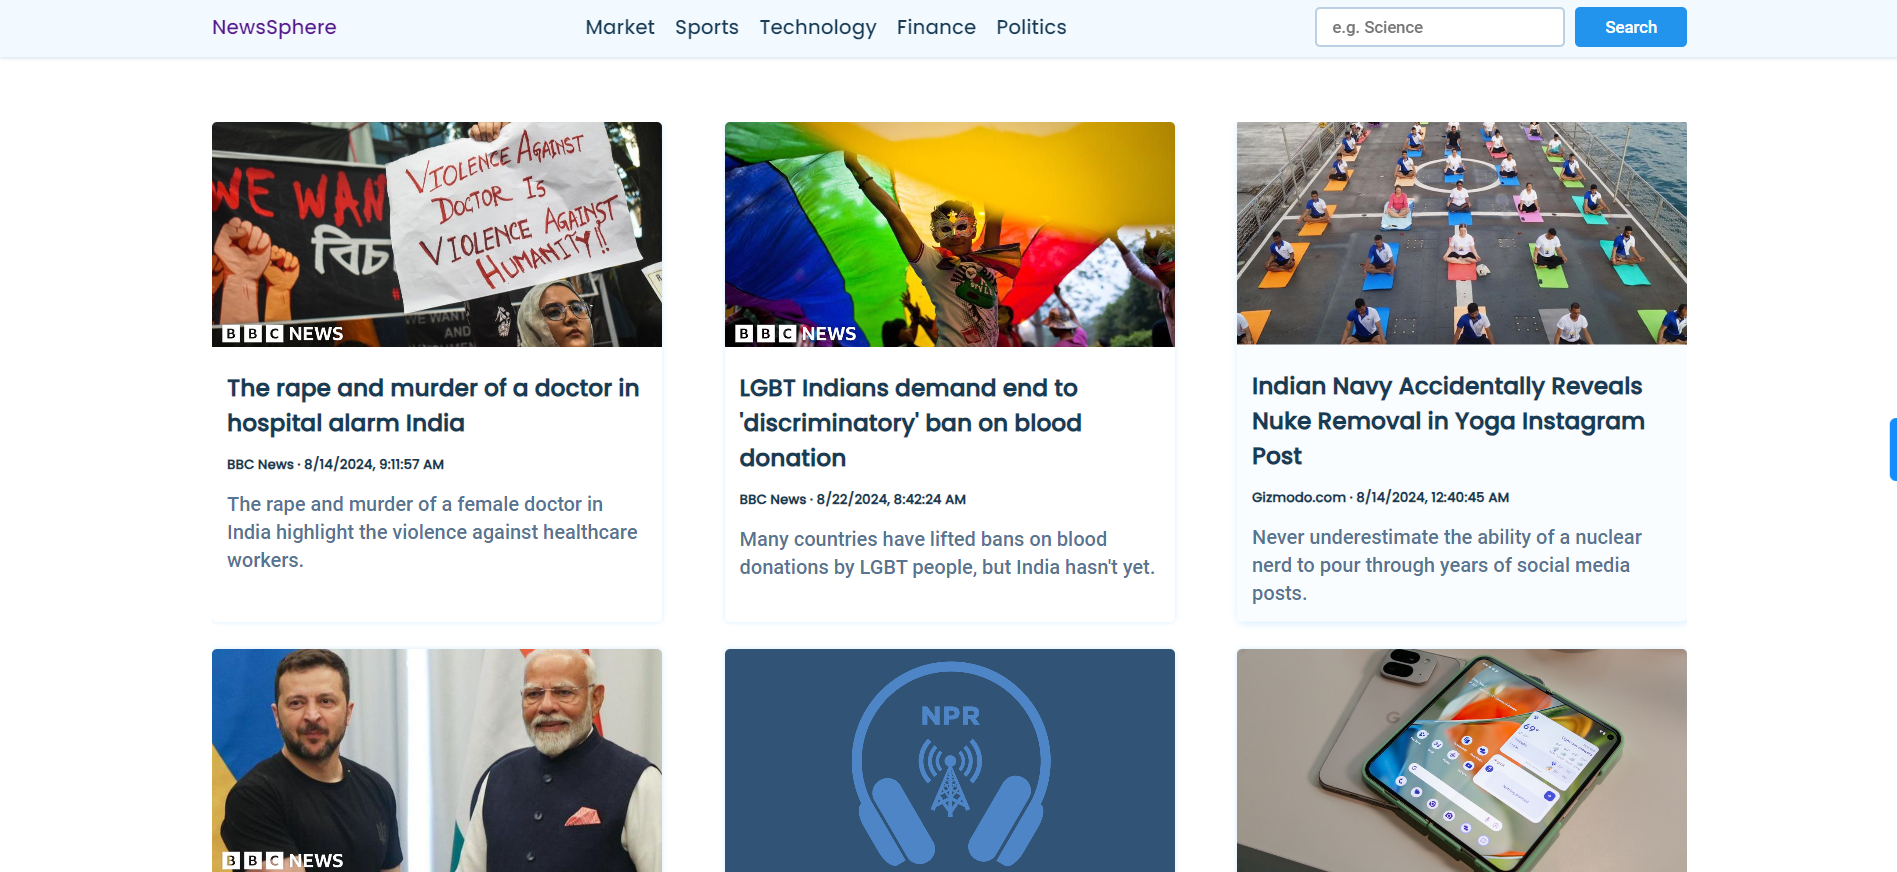 NewsSphere
Market Sports Technology Finance Politics
e.g. Science
Search
WE WAN
বিচ
VIOLENCE AGAINST
DOCTOR IS
VIOLENCE AGAINST
HUMANITY!!
WE WANT
AND
BBC NEWS
The rape and murder of a doctor in
hospital alarm India
BBC News · 8/14/2024, 9:11:57 AM
The rape and murder of a female doctor in
India highlight the violence against healthcare
workers.
BBC NEWS
LGBT Indians demand end to
'discriminatory' ban on blood
donation
BBC News · 8/22/2024, 8:42:24 AM
Many countries have lifted bans on blood
donations by LGBT people, but India hasn't yet.
Indian Navy Accidentally Reveals
Nuke Removal in Yoga Instagram
Post
Gizmodo.com · 8/14/2024, 12:40:45 AM
Never underestimate the ability of a nuclear
nerd to pour through years of social media
posts.
BBC NEWS
NPR
G
69°